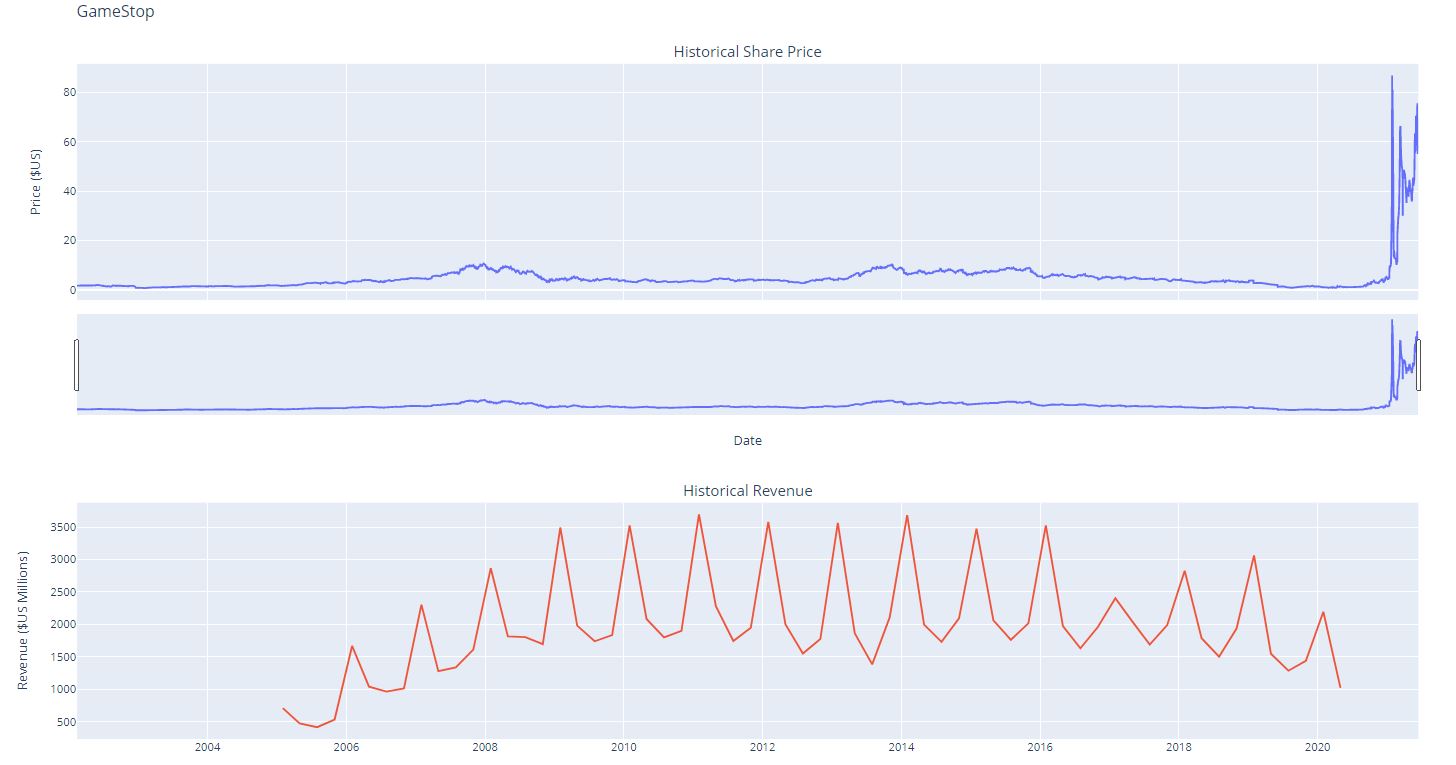 GameStop
Historical Share Price
Price ($US)
80
60
40
20
0
Date
Historical Revenue
Revenue ($US Millions)
3500
3000
2500
2000
1500
1000
500
2004 2006 2008 2010 2012 2014 2016 2018 2020